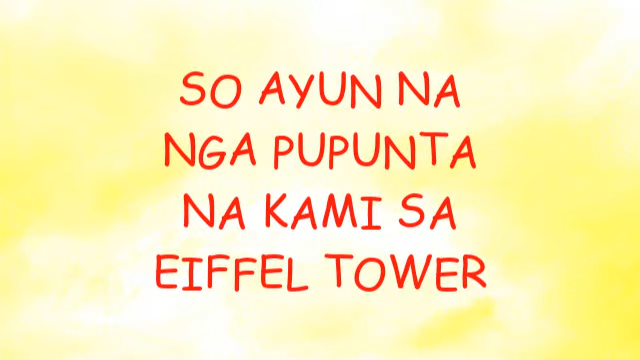 SO AYUN NA
NGA PUPUNTA
NA KAMI SA
EIFFEL TOWER